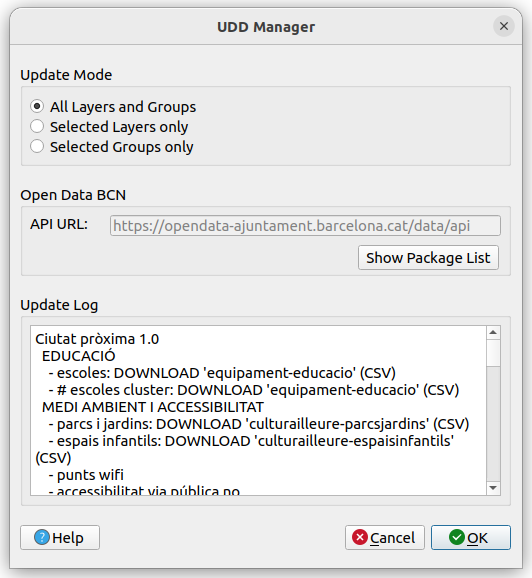 UDD Manager
Update Mode
All Layers and Groups
Selected Layers only
Selected Groups only
Open Data BCN
API URL: https://opendata-ajuntament.barcelona.cat/data/api
Show Package List
Update Log
Ciutat pròxima 1.0
EDUCACIÓ
- escoles: DOWNLOAD 'equipament-educacio' (CSV)
- # escoles cluster: DOWNLOAD 'equipament-educacio' (CSV)
MEDI AMBIENT I ACCESSIBILITAT
- parcs i jardins: DOWNLOAD 'culturailleure-parcsjardins' (CSV)
- espais infantils: DOWNLOAD 'culturailleure-espaisinfantils'
(CSV)
- punts wifi
- accessibilitat via pública no
Help Cancel OK